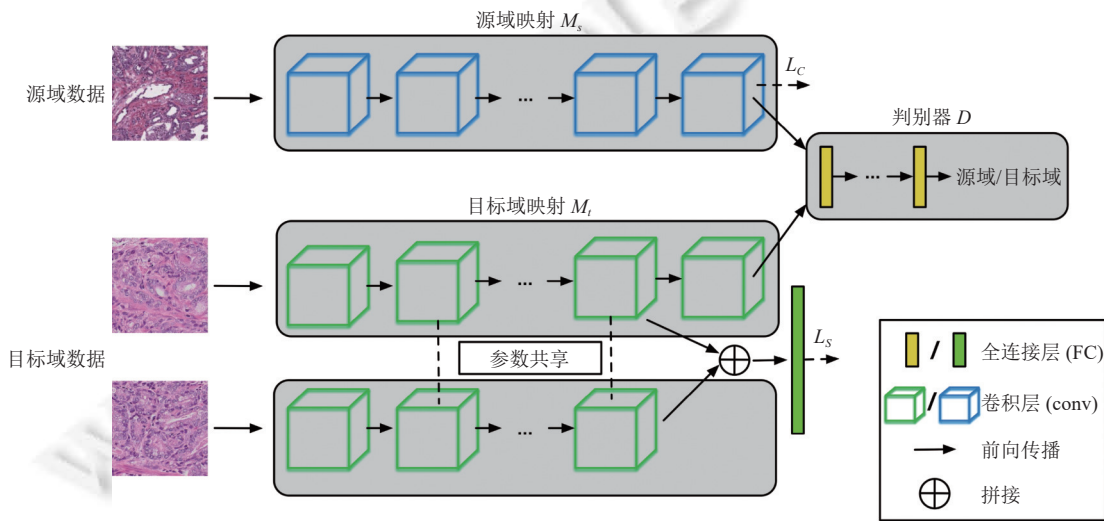 源域映射 Ms
源域数据
...
LC
判别器 D
...
源域/目标域
目标域映射 Mt
...
目标域数据
参数共享
LS
...
/ 全连接层 (FC)
/ 卷积层 (conv)
前向传播
拼接